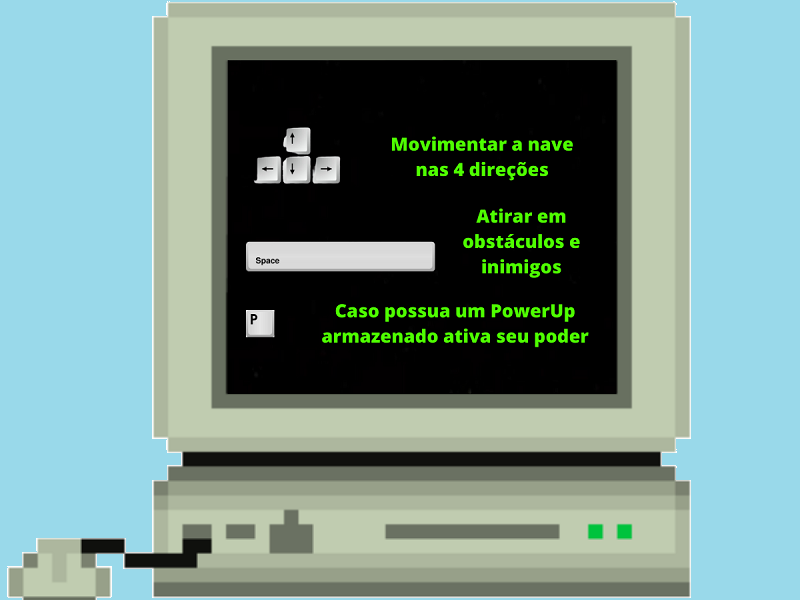 ↑
← ↓ →
Movimentar a nave
nas 4 direções
Space
Atirar em
obstáculos e
inimigos
P
Caso possua um PowerUp
armazenado ativa seu poder